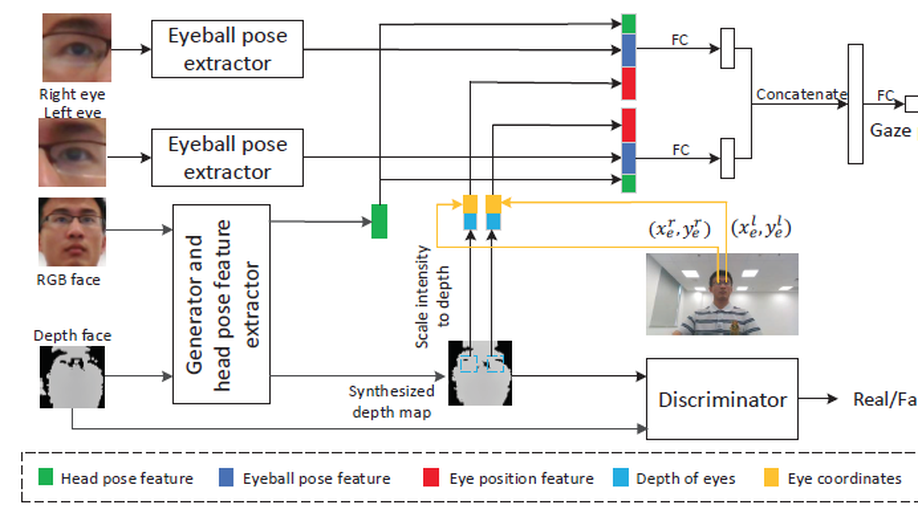 Eyeball pose
extractor
Right eye
Left eye
Eyeball pose
extractor
FC
FC
Concatenate
FC
Gaze
RGB face
Generator and
head pose feature
extractor
Scale intensity
to depth
(x_e^r, y_e^r)
(x_e^l, y_e^l)
Depth face
Synthesized
depth map
Discriminator
Real/Fa
Head pose feature
Eyeball pose feature
Eye position feature
Depth of eyes
Eye coordinates